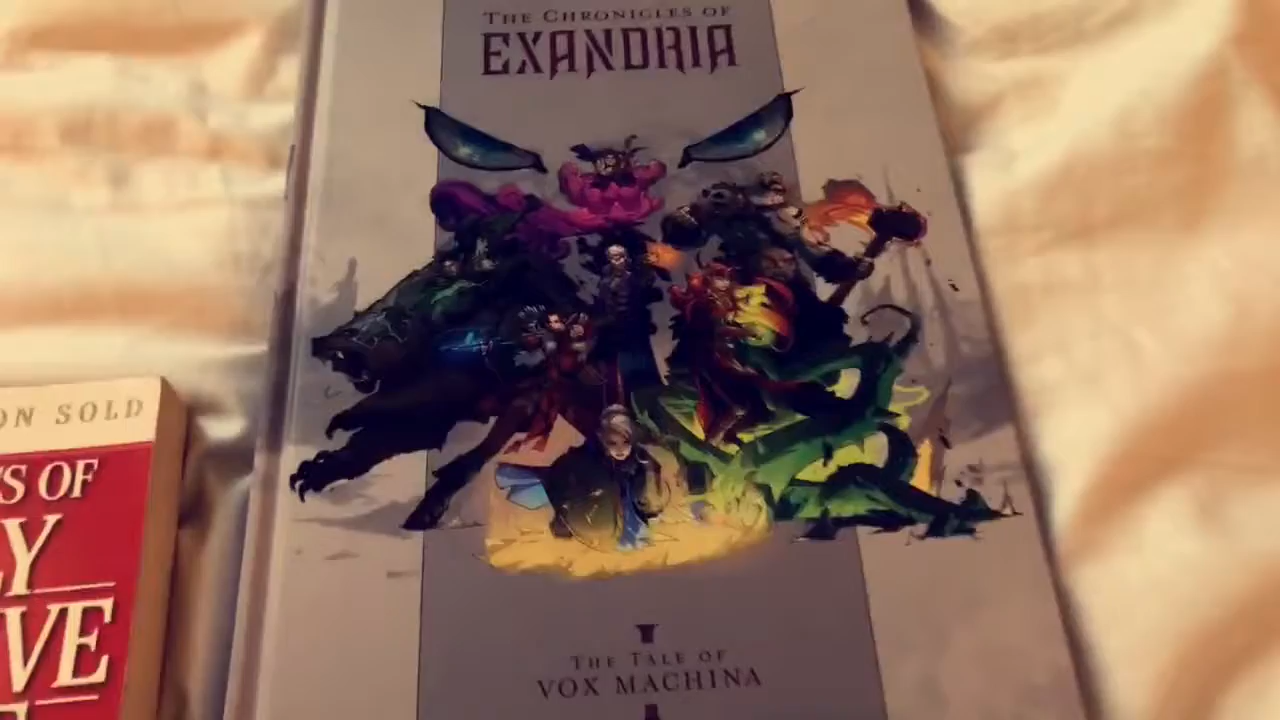 THE CHRONICLES OF
EXANDRIA
THE TALE OF
VOX MACHINA
ON SOLD
S OF
Y
VE